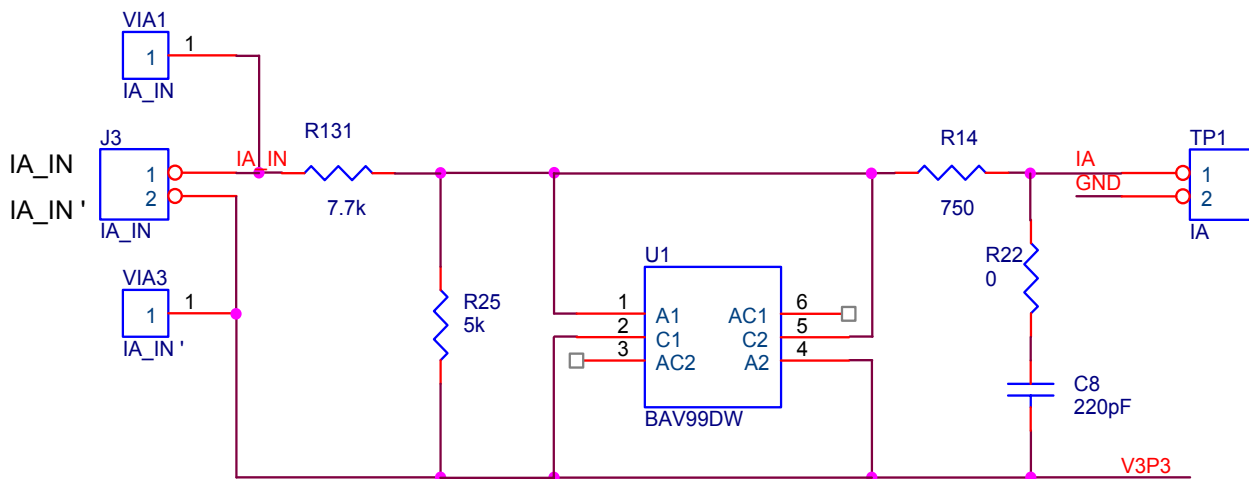 VIA1
1
1
IA_IN
J3
IA_IN
1
IA_IN '
2
IA_IN
IA_IN
R131
7.7k
VIA3
1
1
IA_IN '
R25
5k
U1
1
A1
2
C1
3
AC2
AC1
6
C2
5
A2
4
BAV99DW
R14
750
IA
GND
TP1
1
2
IA
R22
0
C8
220pF
V3P3